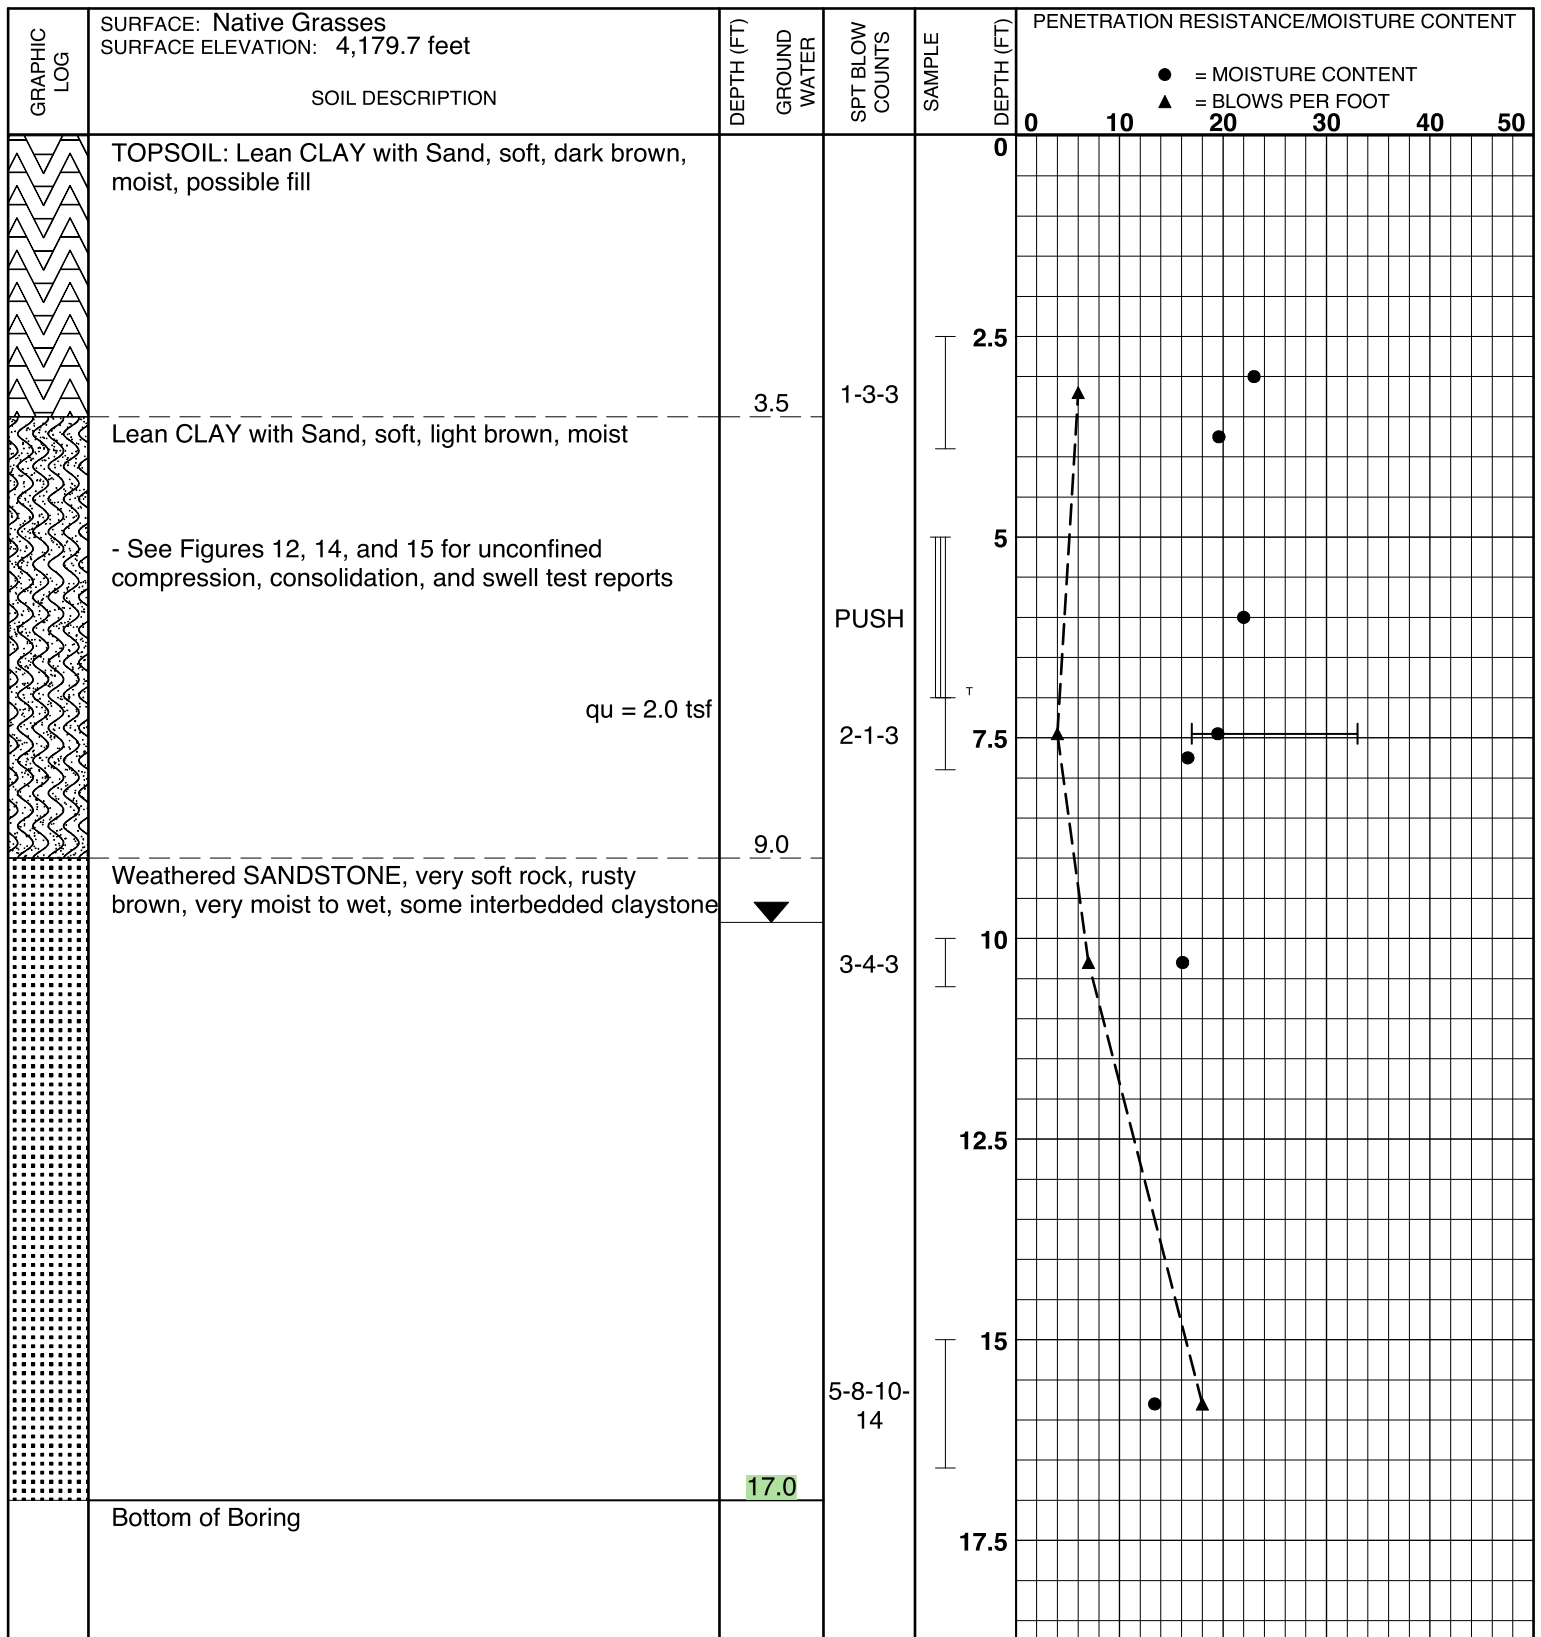 GRAPHIC
LOG
SURFACE: Native Grasses
SURFACE ELEVATION: 4,179.7 feet
SOIL DESCRIPTION
DEPTH (FT)
GROUND
WATER
SPT BLOW
COUNTS
SAMPLE
DEPTH (FT)
PENETRATION RESISTANCE/MOISTURE CONTENT
= MOISTURE CONTENT
= BLOWS PER FOOT
0 10 20 30 40 50
0
TOPSOIL: Lean CLAY with Sand, soft, dark brown,
moist, possible fill
2.5
1-3-3
3.5
Lean CLAY with Sand, soft, light brown, moist
5
- See Figures 12, 14, and 15 for unconfined
compression, consolidation, and swell test reports
PUSH
T
qu = 2.0 tsf
2-1-3
7.5
9.0
Weathered SANDSTONE, very soft rock, rusty
brown, very moist to wet, some interbedded claystone
10
3-4-3
12.5
15
5-8-10-
14
17.0
Bottom of Boring
17.5